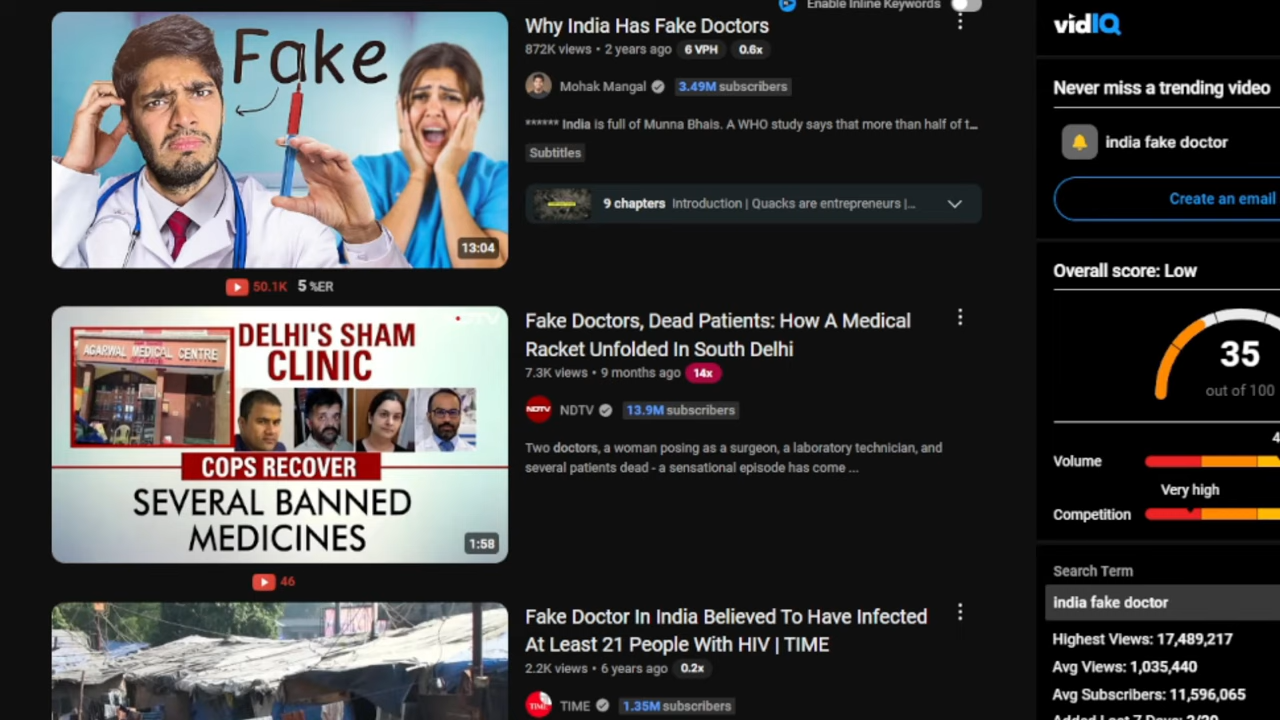 Enable Inline Keywords
Fake
13:04
50.1K 5 %ER
Why India Has Fake Doctors
872K views • 2 years ago 6 VPH 0.6x
Mohak Mangal 3.49M subscribers
****** India is full of Munna Bhais. A WHO study says that more than half of t...
Subtitles
9 chapters Introduction | Quacks are entrepreneurs |...
NDTV
AGARWAL MEDICAL CENTRE
DELHI'S SHAM
CLINIC
COPS RECOVER
SEVERAL BANNED
MEDICINES
1:58
46
Fake Doctors, Dead Patients: How A Medical
Racket Unfolded In South Delhi
7.3K views • 9 months ago 14x
NDTV NDTV 13.9M subscribers
Two doctors, a woman posing as a surgeon, a laboratory technician, and
several patients dead - a sensational episode has come ...
Fake Doctor In India Believed To Have Infected
At Least 21 People With HIV | TIME
2.2K views • 6 years ago 0.2x
TIME TIME 1.35M subscribers
vidIQ
Never miss a trending video
india fake doctor
Create an email
Overall score: Low
35
out of 100
4
Volume
Very high
Competition
Search Term
india fake doctor
Highest Views: 17,489,217
Avg Views: 1,035,440
Avg Subscribers: 11,596,065